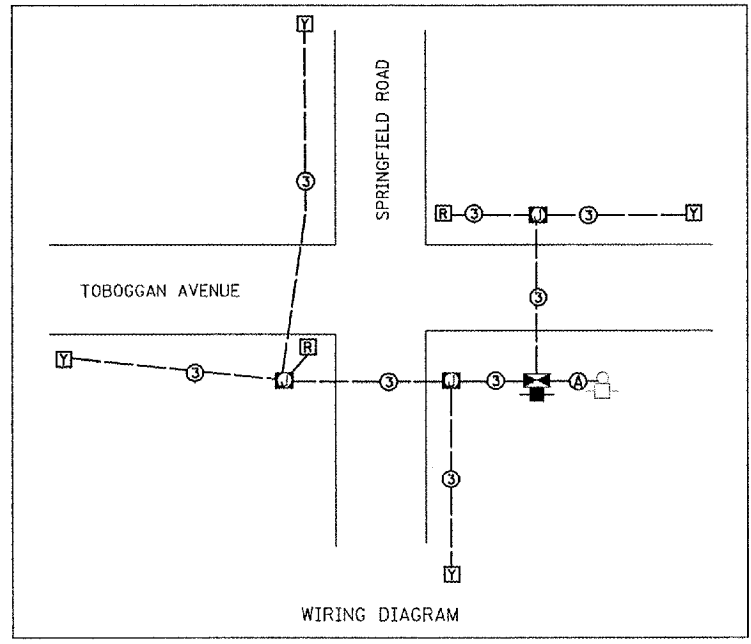 Y
SPRINGFIELD ROAD
3
R 3 J 3 Y
TOBOGGAN AVENUE
3
R
Y 3 J 3 J 3 A
3
Y
WIRING DIAGRAM